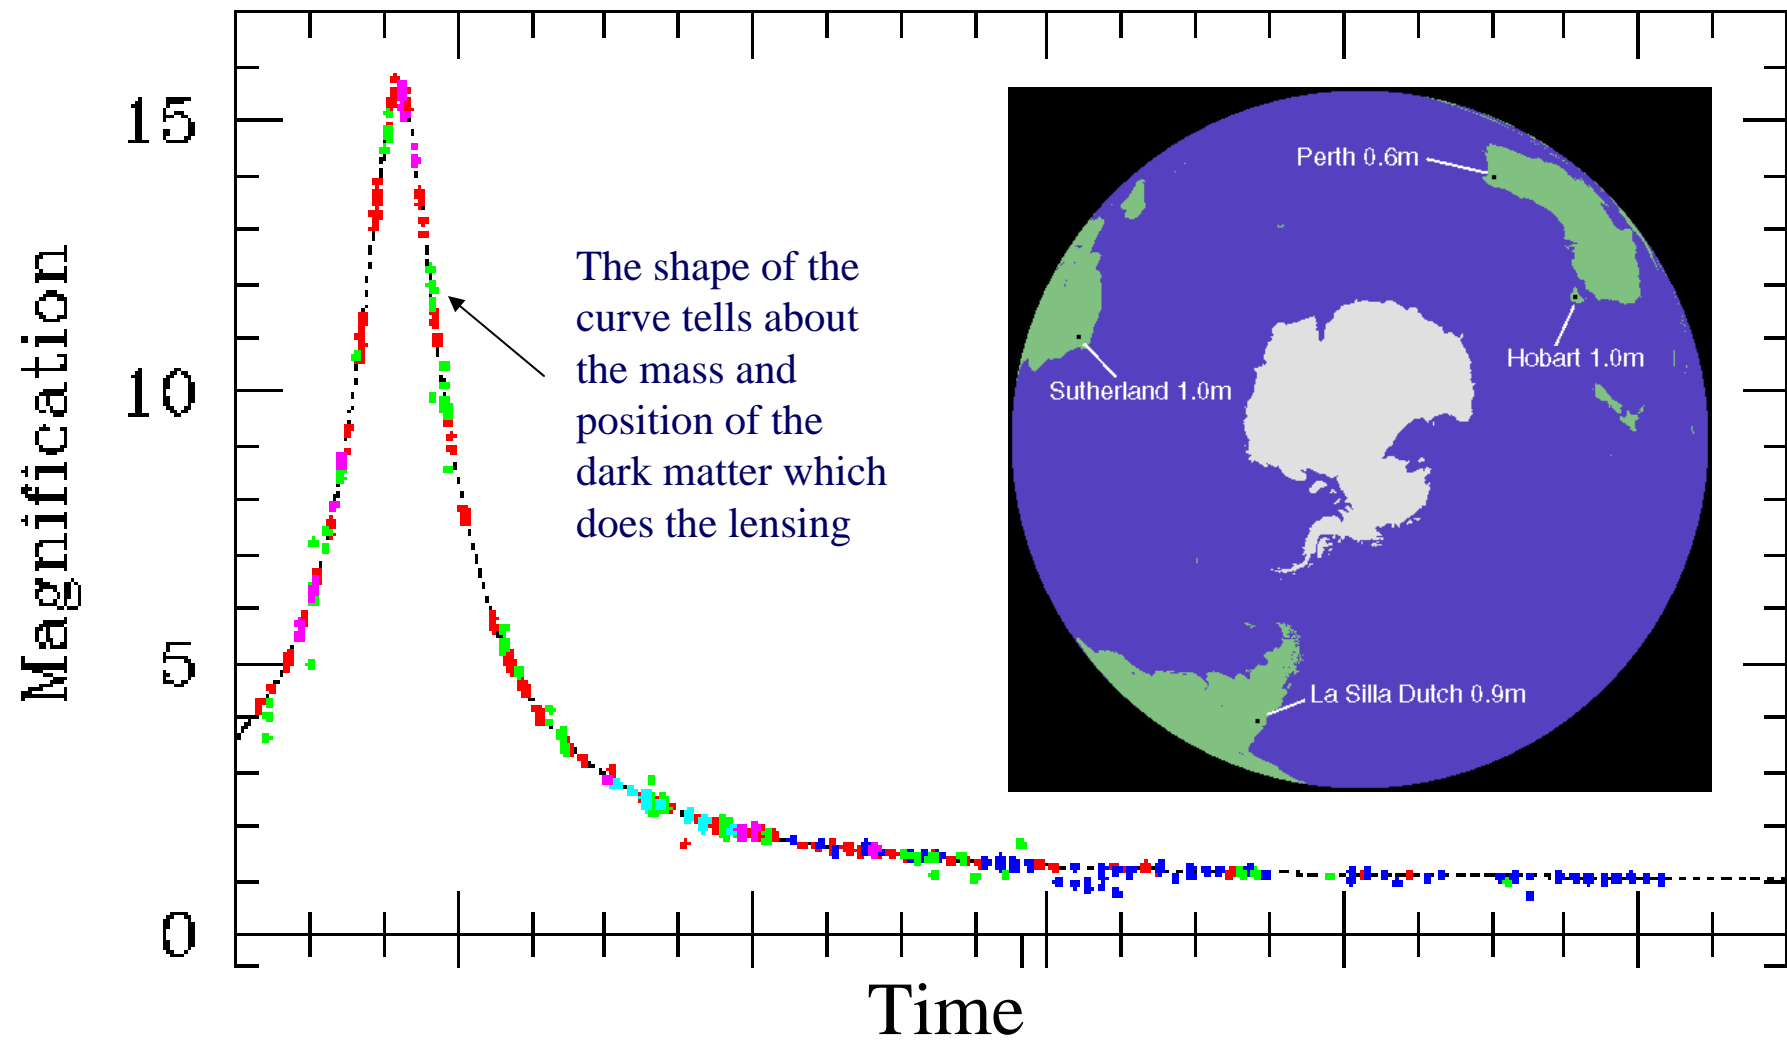 Magnification
15
10
5
0
The shape of the
curve tells about
the mass and
position of the
dark matter which
does the lensing
Perth 0.6m
Hobart 1.0m
Sutherland 1.0m
La Silla Dutch 0.9m
Time